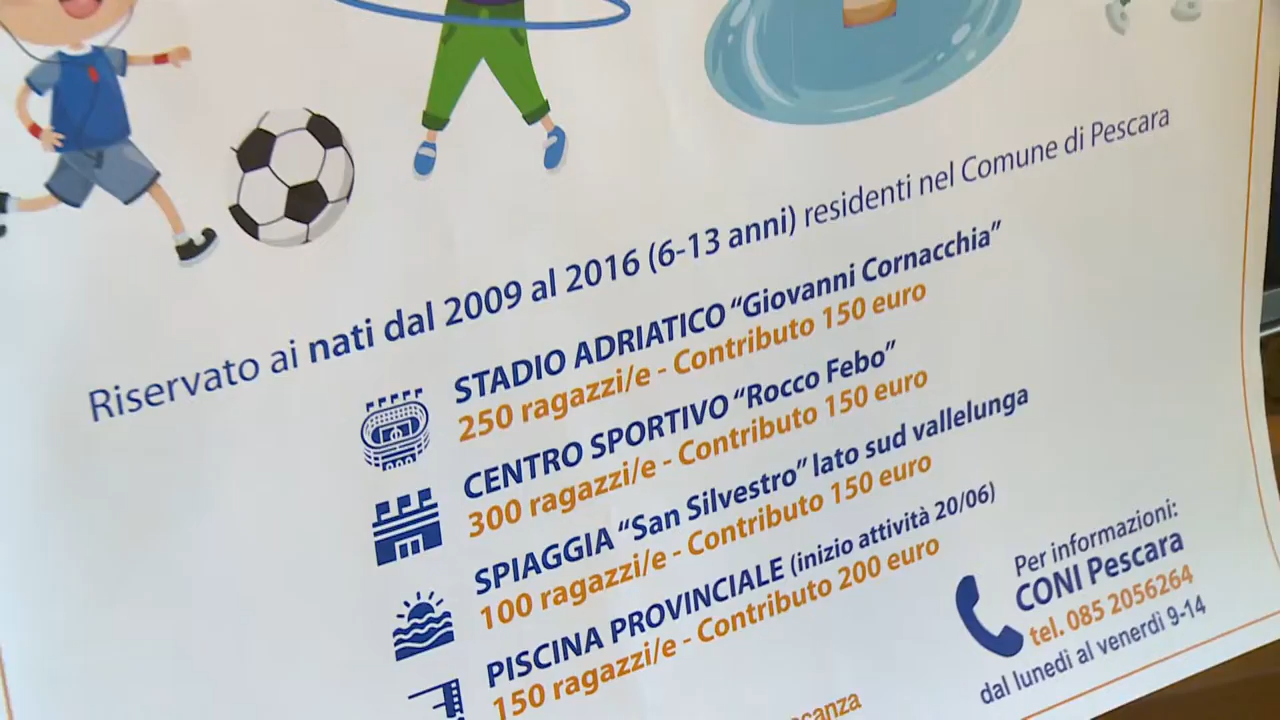 Riservato ai nati dal 2009 al 2016 (6-13 anni) residenti nel Comune di Pescara
STADIO ADRIATICO “Giovanni Cornacchia”
250 ragazzi/e - Contributo 150 euro
CENTRO SPORTIVO “Rocco Febo”
300 ragazzi/e - Contributo 150 euro
SPIAGGIA “San Silvestro” lato sud vallelunga
100 ragazzi/e - Contributo 150 euro
PISCINA PROVINCIALE (inizio attività 20/06)
150 ragazzi/e - Contributo 200 euro
Per informazioni:
CONI Pescara
tel. 085 2056264
dal lunedì al venerdì 9-14